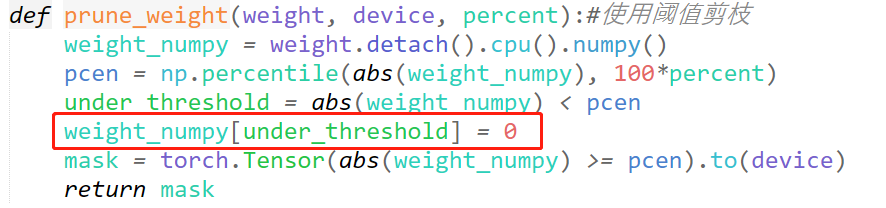 def prune_weight(weight, device, percent):#使用阈值剪枝
weight_numpy = weight.detach().cpu().numpy()
pcen = np.percentile(abs(weight_numpy), 100*percent)
under_threshold = abs(weight_numpy) < pcen
weight_numpy[under_threshold] = 0
mask = torch.Tensor(abs(weight_numpy) >= pcen).to(device)
return mask